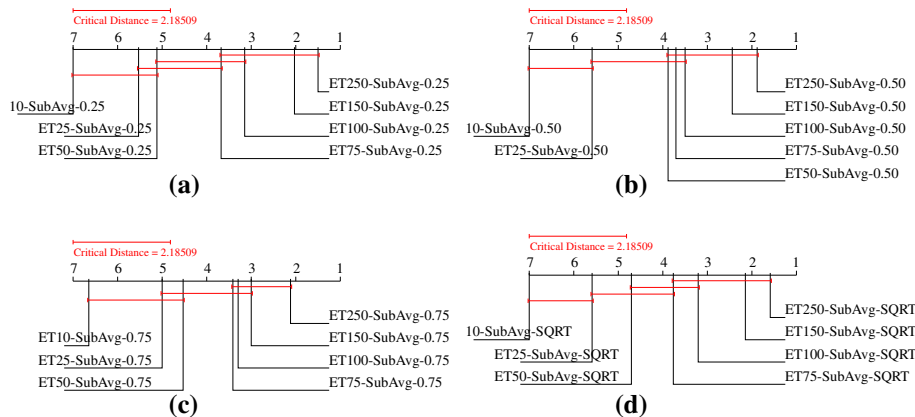 Critical Distance = 2.18509
7 6 5 4 3 2 1
ET250-SubAvg-0.25
10-SubAvg-0.25
ET150-SubAvg-0.25
ET25-SubAvg-0.25
ET100-SubAvg-0.25
ET50-SubAvg-0.25
ET75-SubAvg-0.25
(a)
Critical Distance = 2.18509
7 6 5 4 3 2 1
ET250-SubAvg-0.50
ET150-SubAvg-0.50
10-SubAvg-0.50
ET100-SubAvg-0.50
ET25-SubAvg-0.50
ET75-SubAvg-0.50
ET50-SubAvg-0.50
(b)
Critical Distance = 2.18509
7 6 5 4 3 2 1
ET250-SubAvg-0.75
ET10-SubAvg-0.75
ET150-SubAvg-0.75
ET25-SubAvg-0.75
ET100-SubAvg-0.75
ET50-SubAvg-0.75
ET75-SubAvg-0.75
(c)
Critical Distance = 2.18509
7 6 5 4 3 2 1
ET250-SubAvg-SQRT
10-SubAvg-SQRT
ET150-SubAvg-SQRT
ET25-SubAvg-SQRT
ET100-SubAvg-SQRT
ET50-SubAvg-SQRT
ET75-SubAvg-SQRT
(d)